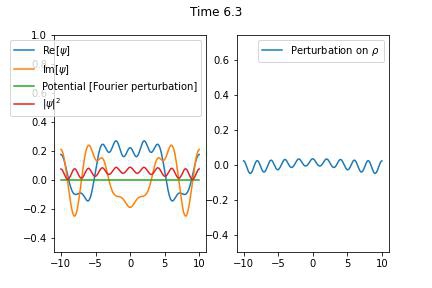 Time 6.3
Re[ψ]
Im[ψ]
Potential [Fourier perturbation]
|ψ|²
1.0
0.8
0.6
0.4
0.2
0.0
−0.2
−0.4
−10 −5 0 5 10
Perturbation on ρ
0.6
0.4
0.2
0.0
−0.2
−0.4
−10 −5 0 5 10